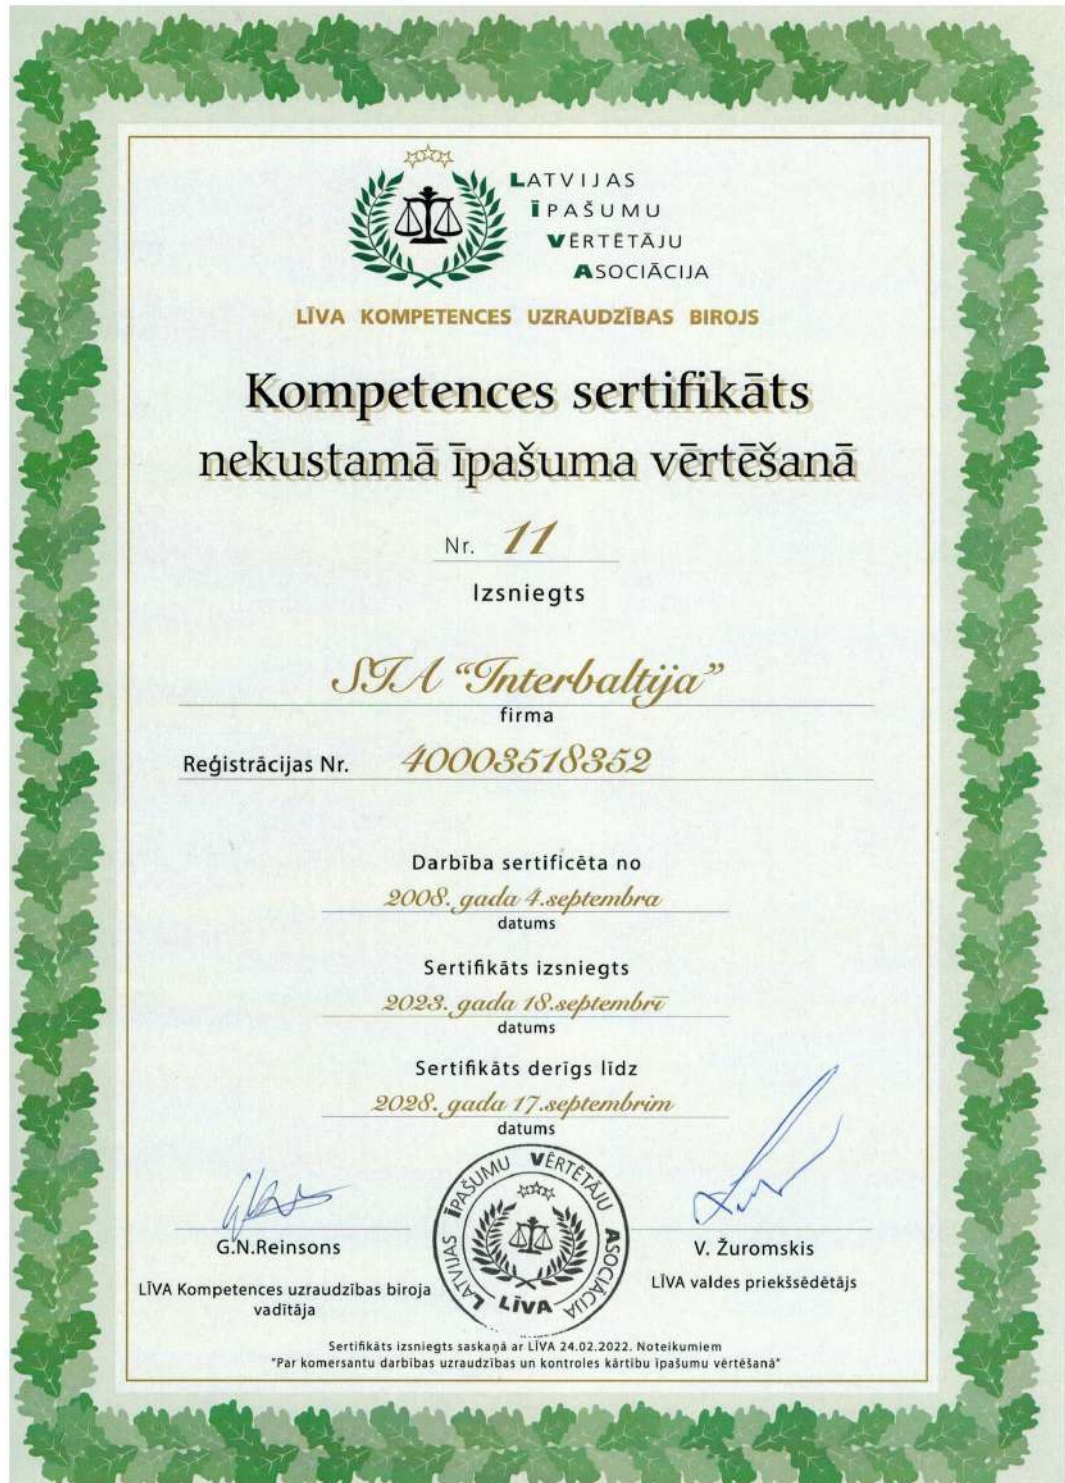 LATVIJAS
ĪPAŠUMU
VĒRTĒTĀJU
ASOCIĀCIJA
LĪVA KOMPETENCES UZRAUDZĪBAS BIROJS
Kompetences sertifikāts
nekustamā īpašuma vērtēšanā
Nr. 11
Izsniegts
SIA “Interbaltija”
firma
Reģistrācijas Nr. 40003518352
Darbība sertificēta no
2008. gada 4.septembra
datums
Sertifikāts izsniegts
2023. gada 18.septembrī
datums
Sertifikāts derīgs līdz
2028. gada 17.septembrim
datums
LATVIJAS ĪPAŠUMU VĒRTĒTĀJU ASOCIĀCIJA
LĪVA
G.N.Reinsons
LĪVA Kompetences uzraudzības biroja
vadītāja
V. Žuromskis
LĪVA valdes priekšsēdētājs
Sertifikāts izsniegts saskaņā ar LĪVA 24.02.2022. Noteikumiem
"Par komersantu darbības uzraudzības un kontroles kārtību īpašumu vērtēšanā"